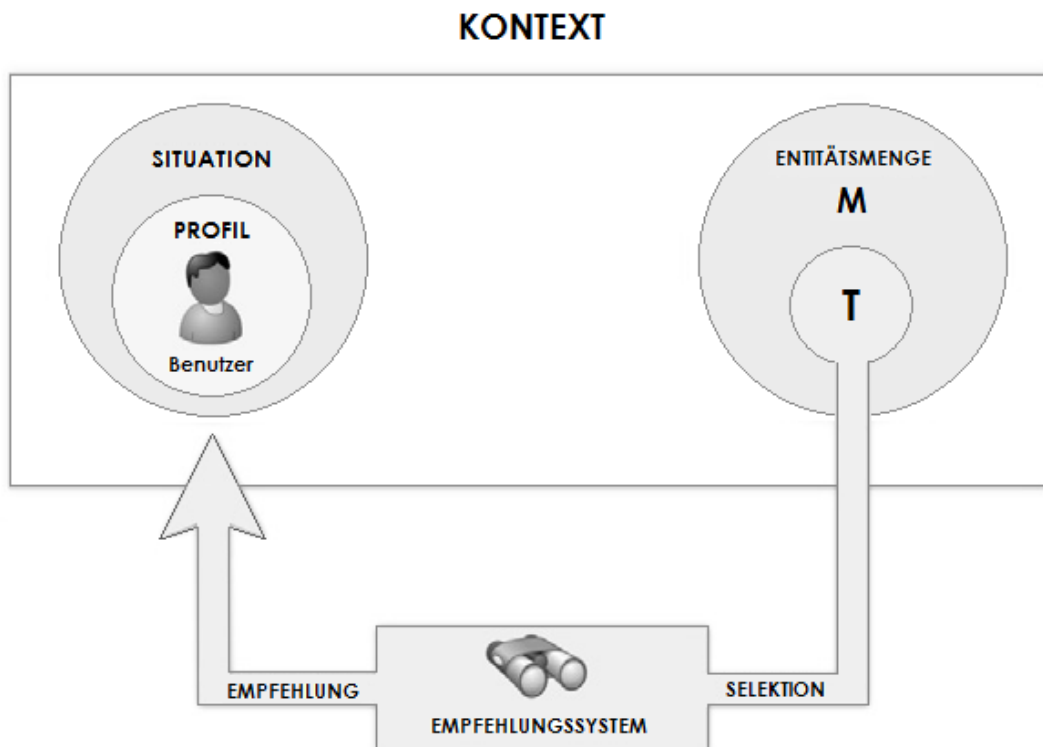 KONTEXT
SITUATION
PROFIL
Benutzer
ENTITÄTSMENGE
M
T
EMPFEHLUNG
EMPFEHLUNGSSYSTEM
SELEKTION